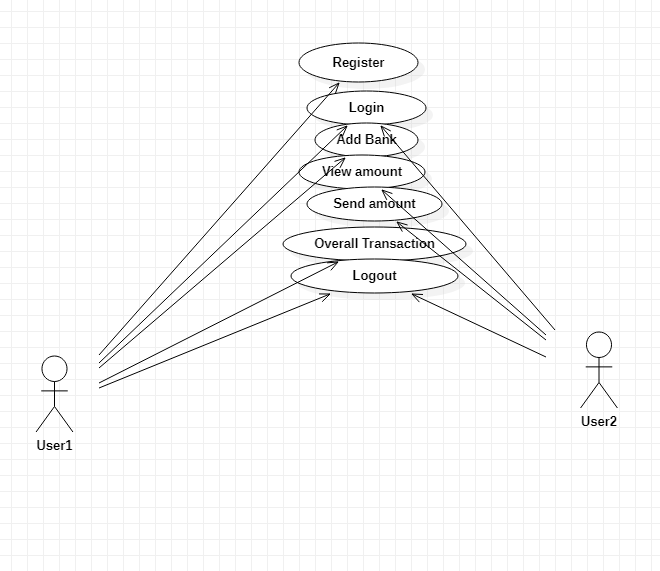 Register
Login
Add Bank
View amount
Send amount
Overall Transaction
Logout
User1
User2